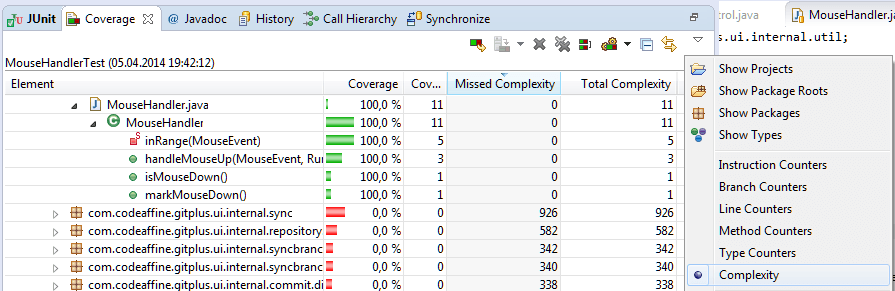 JUnit Coverage Javadoc History Call Hierarchy Synchronize
trol.java MouseHandler.ja
s.ui.internal.util;
MouseHandlerTest (05.04.2014 19:42:12)
Element Coverage Cov... Missed Complexity Total Complexity
MouseHandler.java 100,0 % 11 0 11
MouseHandler 100,0 % 11 0 11
inRange(MouseEvent) 100,0 % 5 0 5
handleMouseUp(MouseEvent, Rur 100,0 % 3 0 3
isMouseDown() 100,0 % 1 0 1
markMouseDown() 100,0 % 1 0 1
com.codeaffine.gitplus.ui.internal.sync 0,0 % 0 926 926
com.codeaffine.gitplus.ui.internal.repository 0,0 % 0 582 582
com.codeaffine.gitplus.ui.internal.syncbranc 0,0 % 0 342 342
com.codeaffine.gitplus.ui.internal.syncbranc 0,0 % 0 340 340
com.codeaffine.gitplus.ui.internal.commit.di 0,0 % 0 338 338
Show Projects
Show Package Roots
Show Packages
Show Types
Instruction Counters
Branch Counters
Line Counters
Method Counters
Type Counters
Complexity